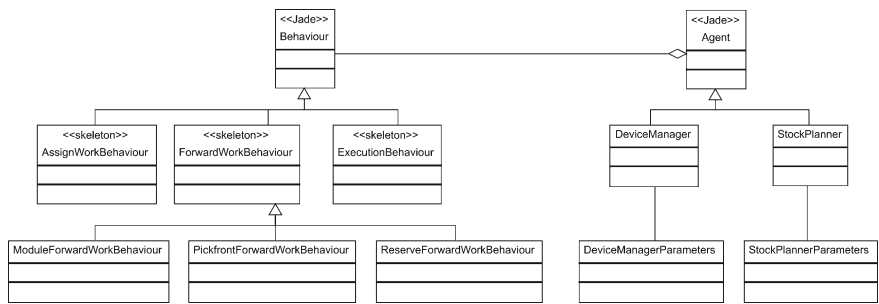 <<Jade>>
Behaviour
<<Jade>>
Agent
<<skeleton>>
AssignWorkBehaviour
<<skeleton>>
ForwardWorkBehaviour
<<skeleton>>
ExecutionBehaviour
DeviceManager
StockPlanner
ModuleForwardWorkBehaviour
PickfrontForwardWorkBehaviour
ReserveForwardWorkBehaviour
DeviceManagerParameters
StockPlannerParameters